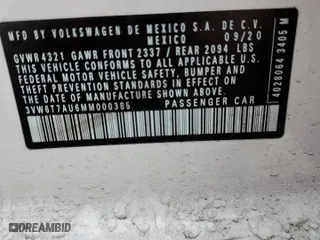 MFD BY VOLKSWAGEN DE MEXICO S.A. DE C.V.
MEXICO 09/20
GVWR 4321 GAWR FRONT 2337 / REAR 2094 LBS
THIS VEHICLE CONFORMS TO ALL APPLICABLE U.S.
FEDERAL MOTOR VEHICLE SAFETY, BUMPER AND
THEFT PREVENTION STANDARDS IN EFFECT ON THE
DATE OF MANUFACTURE SHOWN ABOVE.
3VW6T7AU6MM000385 PASSENGER CAR
4028064 3405 M
DREAMBID.COM